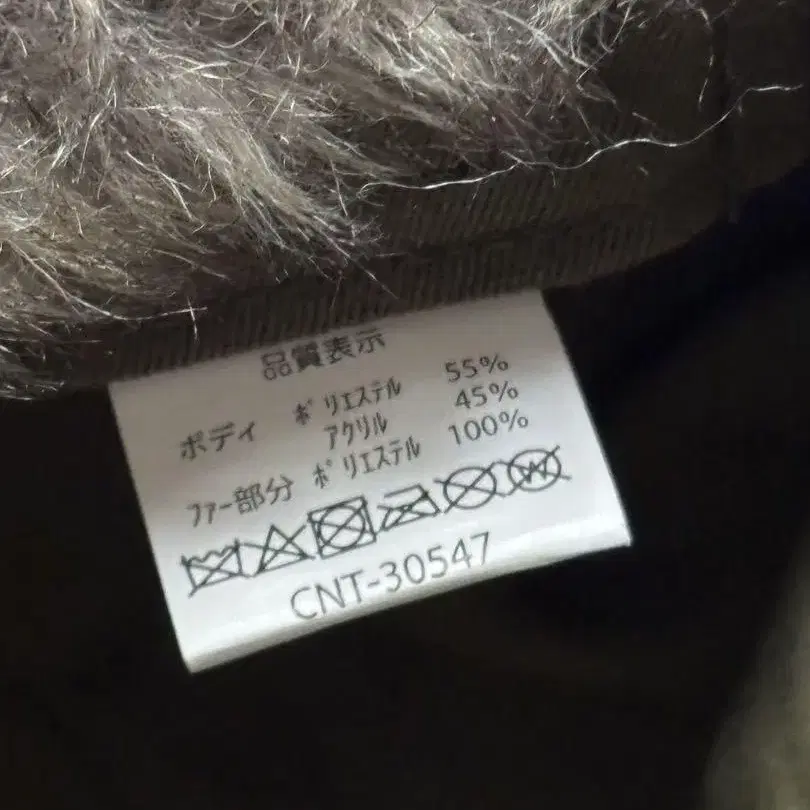 品質表示
ボディ ﾎﾟﾘｴｽﾃﾙ 55%
ｱｸﾘﾙ 45%
ﾌｧｰ部分 ﾎﾟﾘｴｽﾃﾙ 100%
CNT-30547